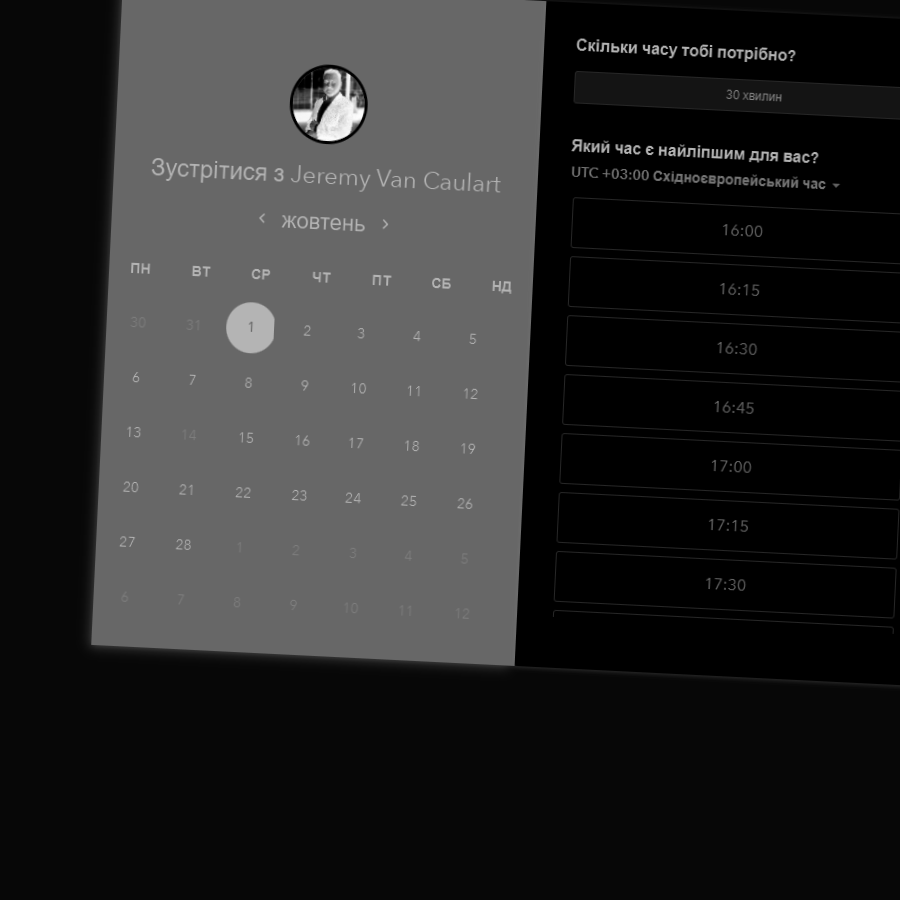 Зустрітися з Jeremy Van Caulart
жовтень
ПН ВТ СР ЧТ ПТ СБ НД
30 31 1 2 3 4 5
6 7 8 9 10 11 12
13 14 15 16 17 18 19
20 21 22 23 24 25 26
27 28 1 2 3 4 5
6 7 8 9 10 11 12
Скільки часу тобі потрібно?
30 хвилин
Який час є найліпшим для вас?
UTC +03:00 Східноєвропейський час
16:00
16:15
16:30
16:45
17:00
17:15
17:30